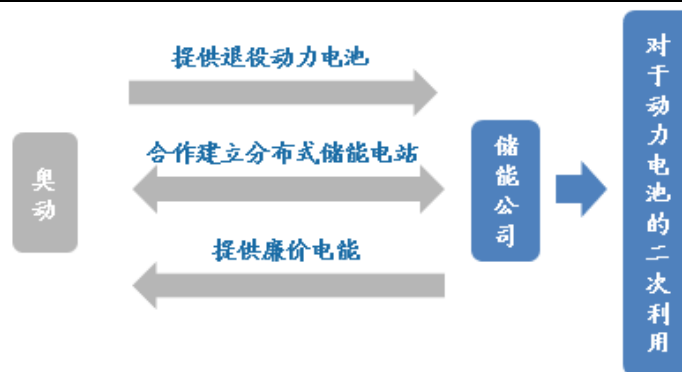 提供退役动力电池
合作建立分布式储能电站
提供廉价电能
奥动
储能公司
对于动力电池的二次利用